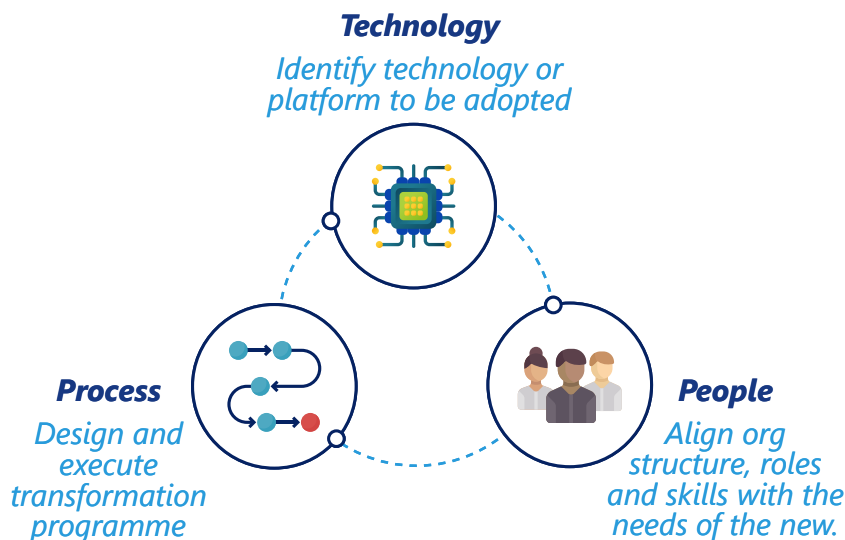 Technology
Identify technology or
platform to be adopted
Process
Design and
execute
transformation
programme
People
Align org
structure, roles
and skills with the
needs of the new.